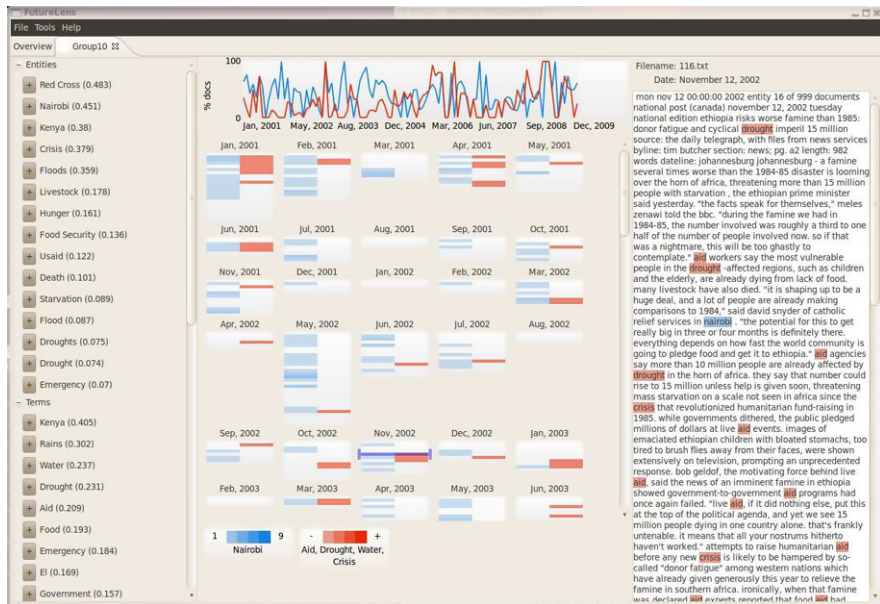 FutureLens
File Tools Help
Overview
Group10
Entities
Red Cross (0.483)
Nairobi (0.451)
Kenya (0.38)
Crisis (0.379)
Floods (0.359)
Livestock (0.178)
Hunger (0.161)
Food Security (0.136)
Usaid (0.122)
Death (0.101)
Starvation (0.089)
Flood (0.087)
Droughts (0.075)
Drought (0.074)
Emergency (0.07)
Terms
Kenya (0.405)
Rains (0.302)
Water (0.237)
Drought (0.231)
Aid (0.209)
Food (0.193)
Emergency (0.184)
El (0.169)
Government (0.157)
100
% docs
0
Jan, 2001 May, 2002 Aug, 2003 Dec, 2004 Mar, 2006 Jun, 2007 Sep, 2008 Dec, 2009
Jan, 2001 Feb, 2001 Mar, 2001 Apr, 2001 May, 2001
Jun, 2001 Jul, 2001 Aug, 2001 Sep, 2001 Oct, 2001
Nov, 2001 Dec, 2001 Jan, 2002 Feb, 2002 Mar, 2002
Apr, 2002 May, 2002 Jun, 2002 Jul, 2002 Aug, 2002
Sep, 2002 Oct, 2002 Nov, 2002 Dec, 2002 Jan, 2003
Feb, 2003 Mar, 2003 Apr, 2003 May, 2003 Jun, 2003
1 9
Nairobi
- +
Aid, Drought, Water,
Crisis
Filename: 116.txt
Date: November 12, 2002
mon nov 12 00:00:00 2002 entity 16 of 999 documents
national post (canada) november 12, 2002 tuesday
national edition ethiopia risks worse famine than 1985:
donor fatigue and cyclical drought imperil 15 million
source: the daily telegraph, with files from news services
byline: tim butcher section: news; pg. a2 length: 982
words dateline: johannesburg johannesburg - a famine
several times worse than the 1984-85 disaster is looming
over the horn of africa, threatening more than 15 million
people with starvation , the ethiopian prime minister
said yesterday. "the facts speak for themselves," meles
zenawi told the bbc. "during the famine we had in
1984-85, the number involved was roughly a third to one
half of the number of people involved now. so if that
was a nightmare, this will be too ghastly to
contemplate." aid workers say the most vulnerable
people in the drought -affected regions, such as children
and the elderly, are already dying from lack of food.
many livestock have also died. "it is shaping up to be a
huge deal, and a lot of people are already making
comparisons to 1984," said david snyder of catholic
relief services in nairobi . "the potential for this to get
really big in three or four months is definitely there.
everything depends on how fast the world community is
going to pledge food and get it to ethiopia." aid agencies
say more than 10 million people are already affected by
drought in the horn of africa. they say that number could
rise to 15 million unless help is given soon, threatening
mass starvation on a scale not seen in africa since the
crisis that revolutionized humanitarian fund-raising in
1985. while governments dithered, the public pledged
millions of dollars at live aid events. images of
emaciated ethiopian children with bloated stomachs, too
tired to brush flies away from their faces, were shown
extensively on television, prompting an unprecedented
response. bob geldof, the motivating force behind live
aid, said the news of an imminent famine in ethiopia
showed government-to-government aid programs had
once again failed. "live aid, if it did nothing else, put this
at the top of the political agenda, and yet we see 15
million people dying in one country alone. that's frankly
untenable. it means that all your nostrums hitherto
haven't worked." attempts to raise humanitarian aid
before any new crisis is likely to be hampered by so-
called "donor fatigue" among western nations which
have already given generously this year to relieve the
famine in southern africa. ironically, when that famine
was declared aid experts reported that food aid had